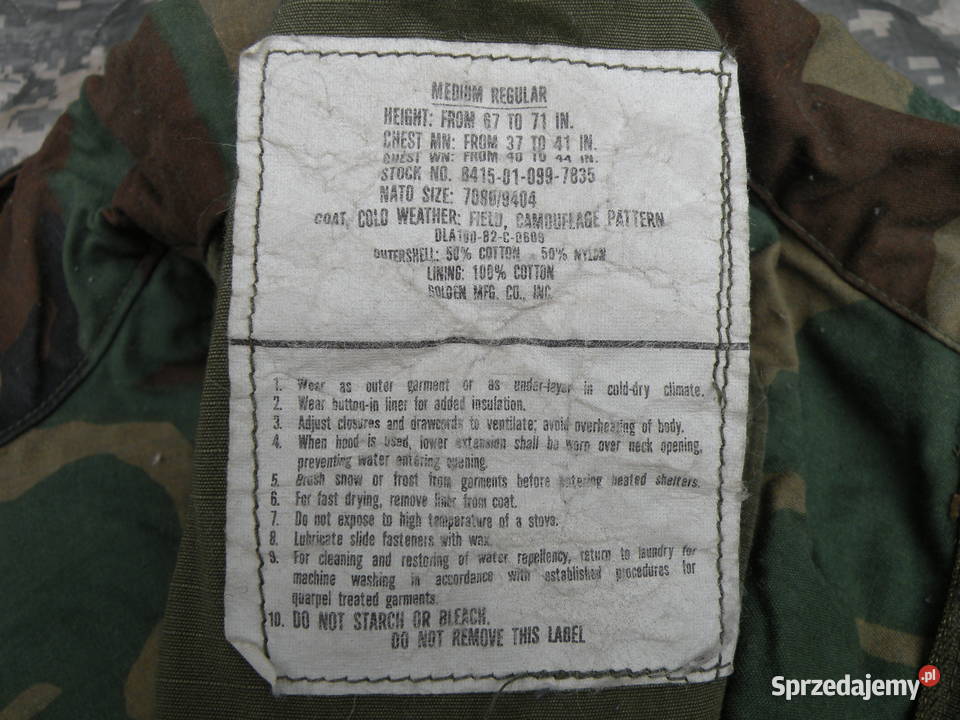 MEDIUM REGULAR
HEIGHT: FROM 67 TO 71 IN.
CHEST MN: FROM 37 TO 41 IN.
CHEST WN: FROM 40 TO 44 IN.
STOCK NO. 8415-01-099-7835
NATO SIZE: 7080/9404
COAT, COLD WEATHER: FIELD, CAMOUFLAGE PATTERN
OUTERSHELL: 50% COTTON 50% NYLON
LINING: 100% COTTON
GOLDEN MFG. CO., INC.
1. Wear as outer garment or as under-layer in cold-dry climate.
2. Wear button-in liner for added insulation.
3. Adjust closures and drawcords to ventilate; avoid overheating of body.
4. When hood is used, lower extension shall be worn over neck opening,
preventing water entering opening.
5. Brush snow or frost from garments before entering heated shelters.
6. For fast drying, remove liner from coat.
7. Do not expose to high temperature of a stove.
8. Lubricate slide fasteners with wax.
9. For cleaning and restoring of water repellency, return to laundry for
machine washing in accordance with established procedures for
quarpel treated garments.
10. DO NOT STARCH OR BLEACH.
DO NOT REMOVE THIS LABEL
Sprzedajemy.pl